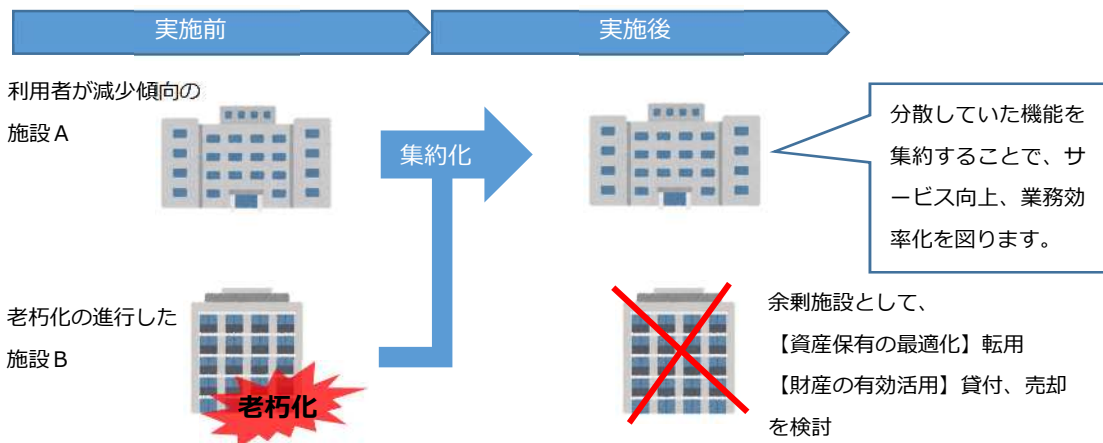 実施前
実施後
利用者が減少傾向の
施設A
集約化
分散していた機能を
集約することで、サ
ービス向上、業務効
率化を図ります。
老朽化の進行した
施設B
老朽化
余剰施設として、
【資産保有の最適化】転用
【財産の有効活用】貸付、売却
を検討